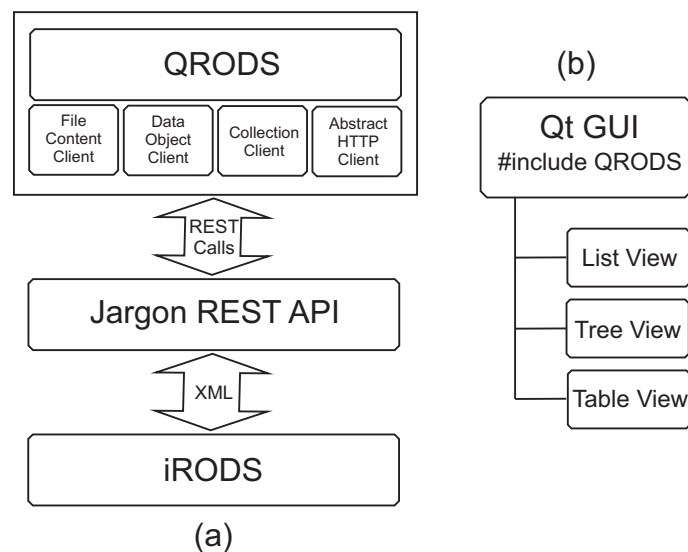 QRODS
File
Content
Client
Data
Object
Client
Collection
Client
Abstract
HTTP
Client
REST
Calls
Jargon REST API
XML
iRODS
(a)
(b)
Qt GUI
#include QRODS
List View
Tree View
Table View